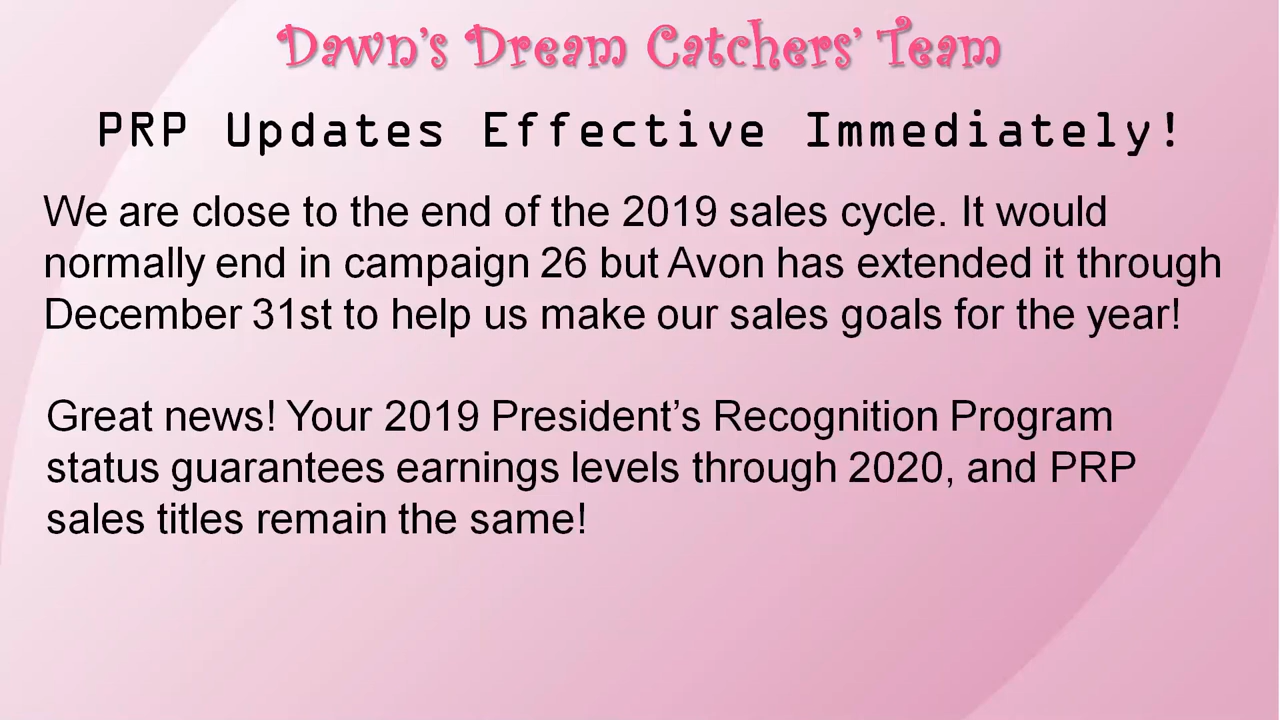 Dawn’s Dream Catchers’ Team
PRP Updates Effective Immediately!
We are close to the end of the 2019 sales cycle. It would
normally end in campaign 26 but Avon has extended it through
December 31st to help us make our sales goals for the year!
Great news! Your 2019 President’s Recognition Program
status guarantees earnings levels through 2020, and PRP
sales titles remain the same!